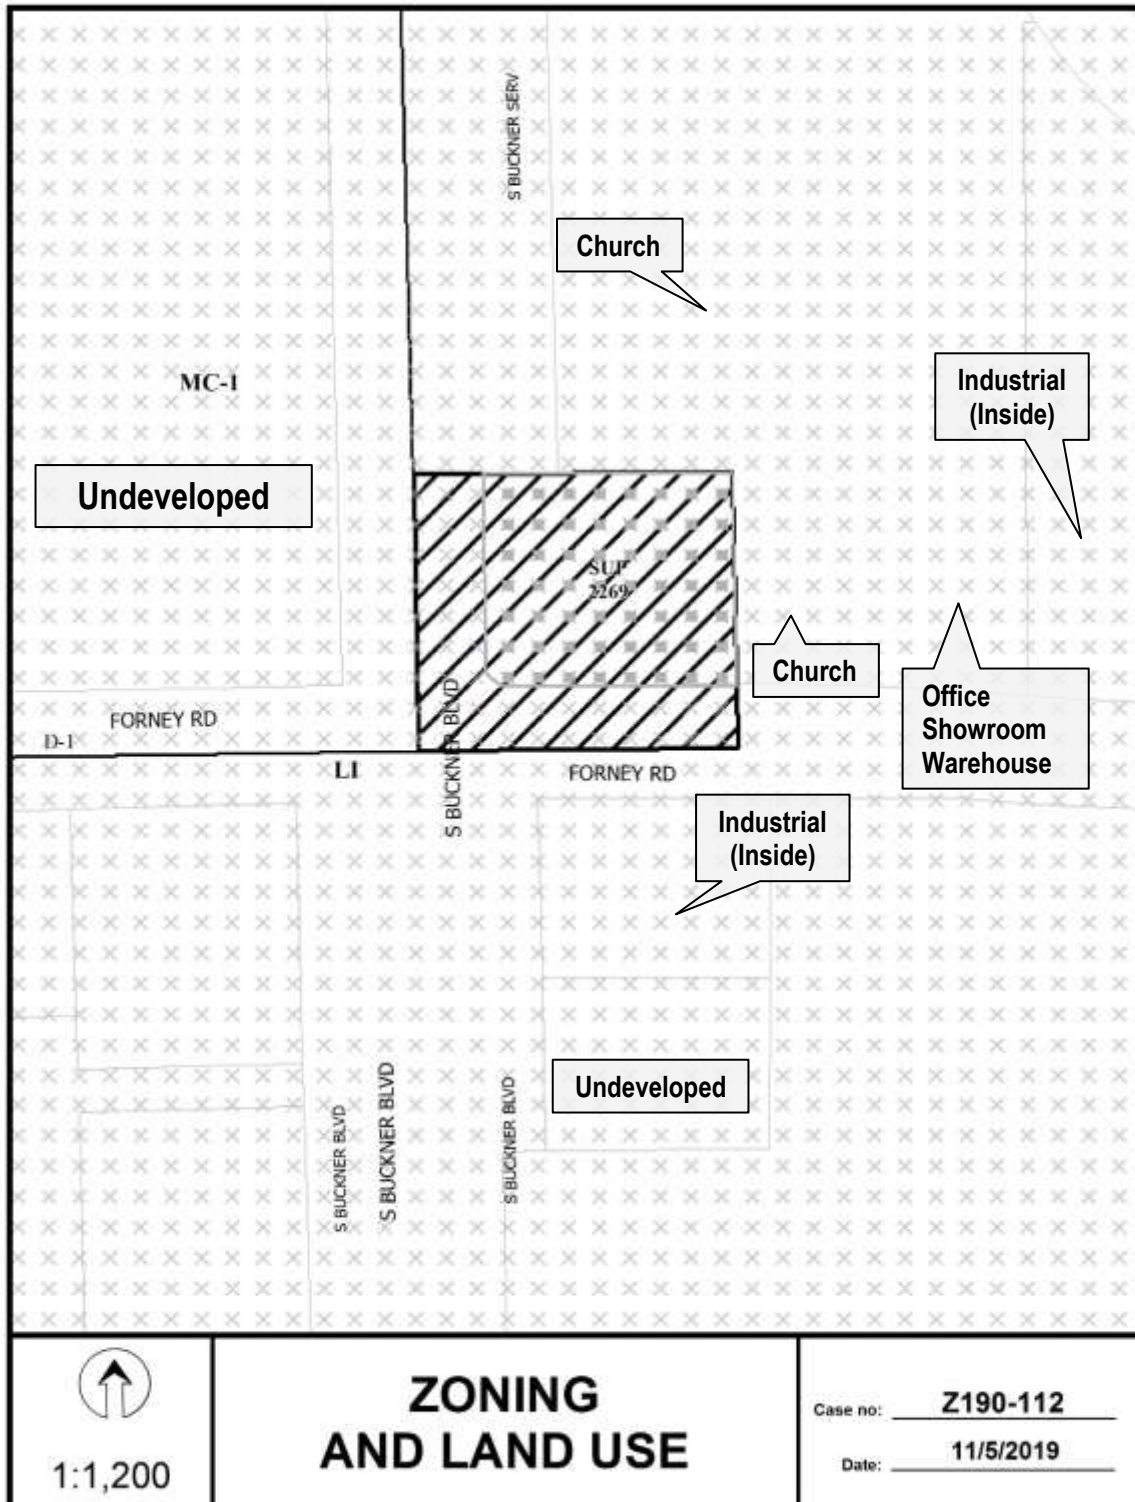 S BUCKNER SERV
Church
MC-1
Industrial
(Inside)
Undeveloped
SUP
2269
Church
Office
Showroom
Warehouse
FORNEY RD
D-1
LI
S BUCKNER BLVD
FORNEY RD
Industrial
(Inside)
Undeveloped
S BUCKNER BLVD
S BUCKNER BLVD
S BUCKNER BLVD
1:1,200
ZONING
AND LAND USE
Case no: Z190-112
Date: 11/5/2019